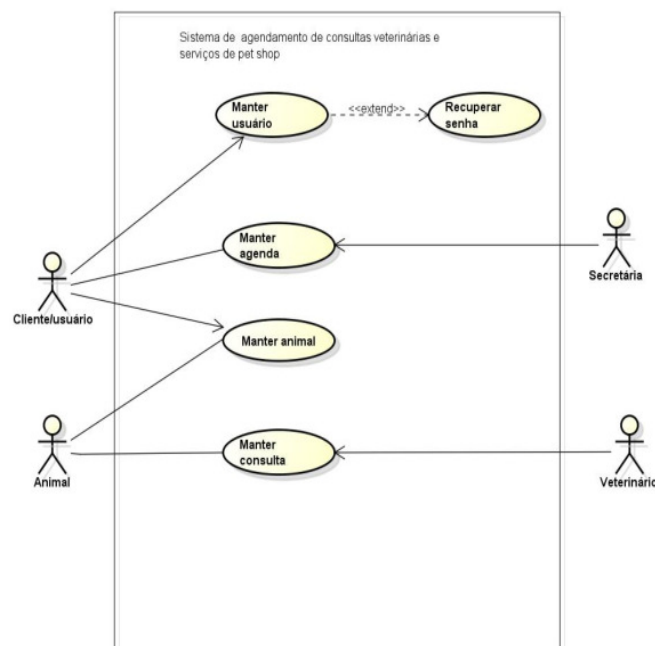 Sistema de agendamento de consultas veterinárias e
serviços de pet shop
Manter
usuário
<<extend>>
Recuperar
senha
Manter
agenda
Secretária
Cliente/usuário
Manter animal
Manter
consulta
Animal
Veterinário